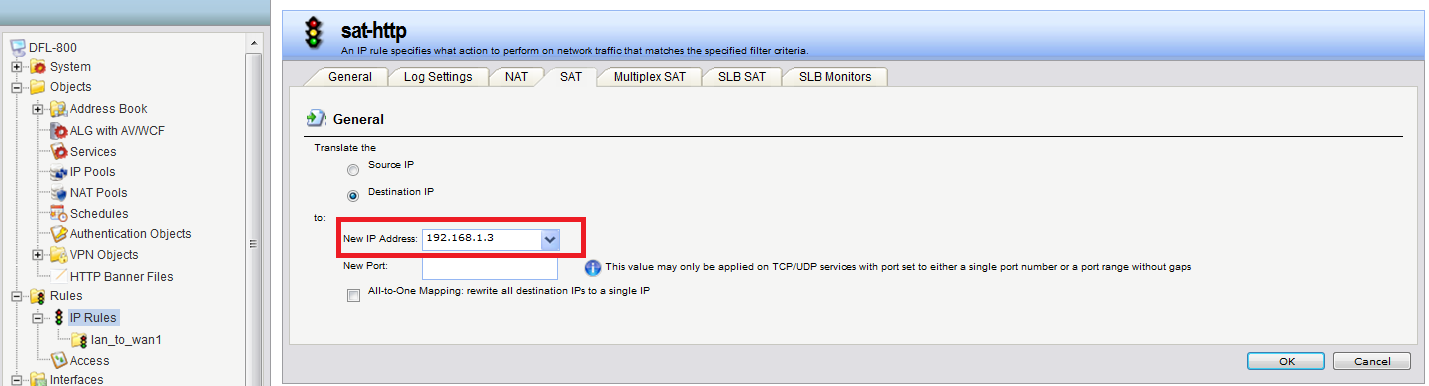 DFL-800
System
Objects
Address Book
ALG with AV/WCF
Services
IP Pools
NAT Pools
Schedules
Authentication Objects
VPN Objects
HTTP Banner Files
Rules
IP Rules
lan_to_wan1
Access
Interfaces
sat-http
An IP rule specifies what action to perform on network traffic that matches the specified filter criteria.
General Log Settings NAT SAT Multiplex SAT SLB SAT SLB Monitors
General
Translate the
Source IP
Destination IP
to:
New IP Address: 192.168.1.3
New Port: This value may only be applied on TCP/UDP services with port set to either a single port number or a port range without gaps
All-to-One Mapping: rewrite all destination IPs to a single IP
OK Cancel